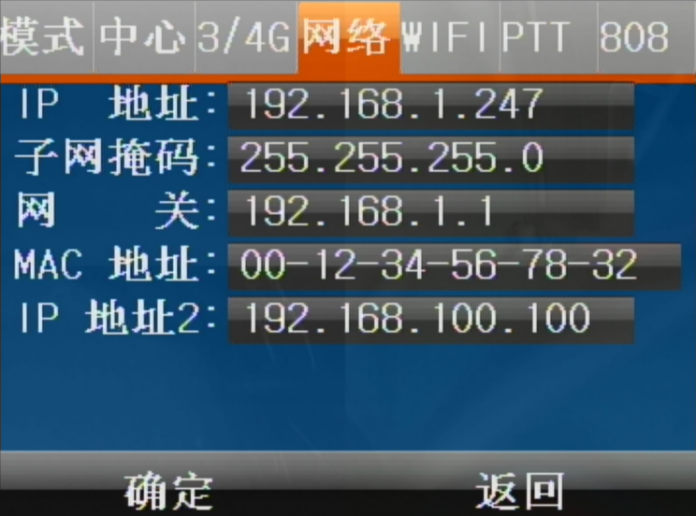 模式 中心 3/4G 网络 WIFI PTT 808
IP 地址: 192.168.1.247
子网掩码: 255.255.255.0
网 关: 192.168.1.1
MAC 地址: 00-12-34-56-78-32
IP 地址2: 192.168.100.100
确定 返回